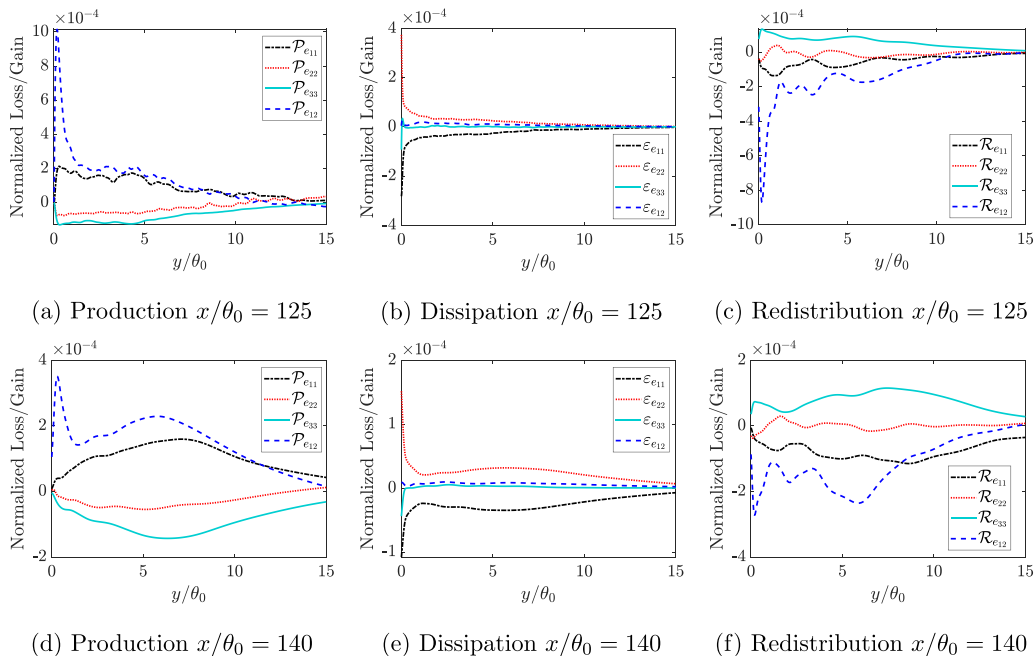 ×10⁻⁴
10
8
6
4
2
0
0 5 10 15
y/θ₀
Normalized Loss/Gain
𝒫ₑ₁₁
𝒫ₑ₂₂
𝒫ₑ₃₃
𝒫ₑ₁₂
(a) Production x/θ₀ = 125
×10⁻⁴
4
2
0
-2
-4
0 5 10 15
y/θ₀
Normalized Loss/Gain
εₑ₁₁
εₑ₂₂
εₑ₃₃
εₑ₁₂
(b) Dissipation x/θ₀ = 125
×10⁻⁴
0
-2
-4
-6
-8
-10
0 5 10 15
y/θ₀
Normalized Loss/Gain
ℛₑ₁₁
ℛₑ₂₂
ℛₑ₃₃
ℛₑ₁₂
(c) Redistribution x/θ₀ = 125
×10⁻⁴
4
2
0
-2
0 5 10 15
y/θ₀
Normalized Loss/Gain
𝒫ₑ₁₁
𝒫ₑ₂₂
𝒫ₑ₃₃
𝒫ₑ₁₂
(d) Production x/θ₀ = 140
×10⁻⁴
2
1
0
-1
0 5 10 15
y/θ₀
Normalized Loss/Gain
εₑ₁₁
εₑ₂₂
εₑ₃₃
εₑ₁₂
(e) Dissipation x/θ₀ = 140
×10⁻⁴
2
0
-2
-4
0 5 10 15
y/θ₀
Normalized Loss/Gain
ℛₑ₁₁
ℛₑ₂₂
ℛₑ₃₃
ℛₑ₁₂
(f) Redistribution x/θ₀ = 140